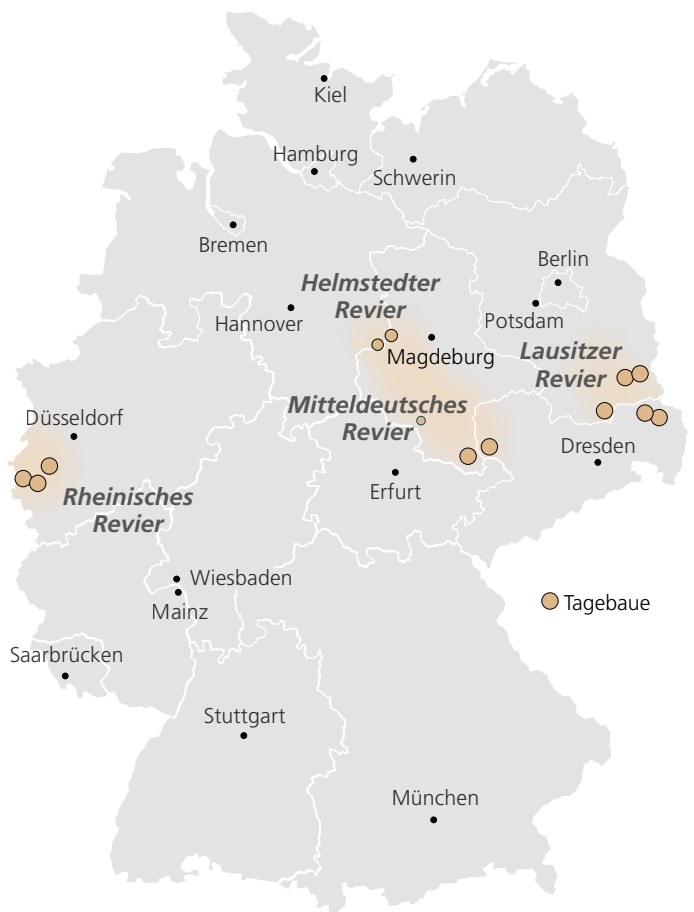 Kiel
Hamburg
Schwerin
Bremen
Berlin
Helmstedter
Revier
Hannover
Potsdam
Magdeburg
Lausitzer
Revier
Mitteldeutsches
Revier
Düsseldorf
Dresden
Erfurt
Rheinisches
Revier
Wiesbaden
Mainz
Tagebaue
Saarbrücken
Stuttgart
München